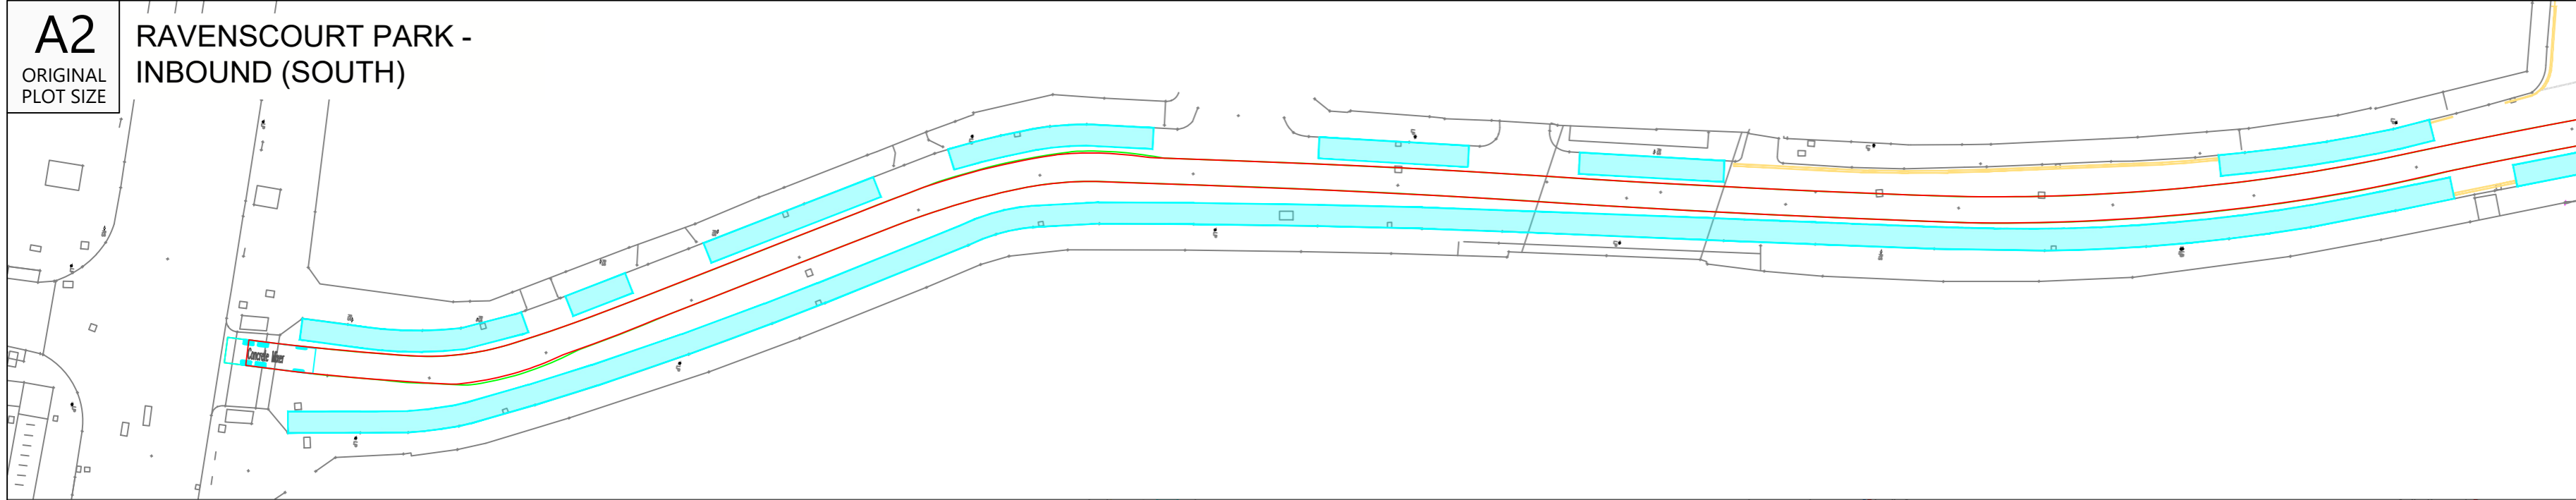 A2
ORIGINAL
PLOT SIZE
RAVENSCOURT PARK -
INBOUND (SOUTH)
Concrete Mixer